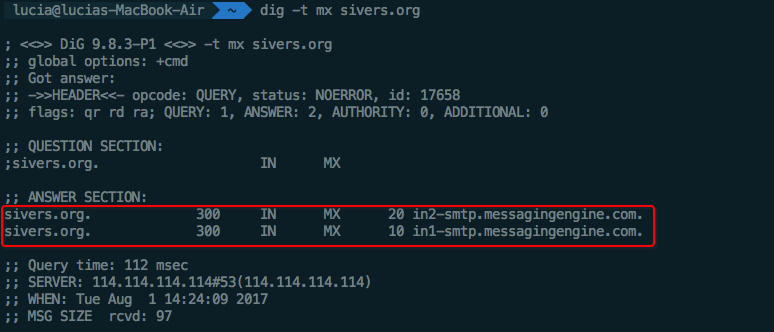 lucia@lucias-MacBook-Air ~ dig -t mx sivers.org
; <<>> DiG 9.8.3-P1 <<>> -t mx sivers.org
;; global options: +cmd
;; Got answer:
;; ->>HEADER<<- opcode: QUERY, status: NOERROR, id: 17658
;; flags: qr rd ra; QUERY: 1, ANSWER: 2, AUTHORITY: 0, ADDITIONAL: 0
;; QUESTION SECTION:
;sivers.org. IN MX
;; ANSWER SECTION:
sivers.org. 300 IN MX 20 in2-smtp.messagingengine.com.
sivers.org. 300 IN MX 10 in1-smtp.messagingengine.com.
;; Query time: 112 msec
;; SERVER: 114.114.114.114#53(114.114.114.114)
;; WHEN: Tue Aug 1 14:24:09 2017
;; MSG SIZE rcvd: 97